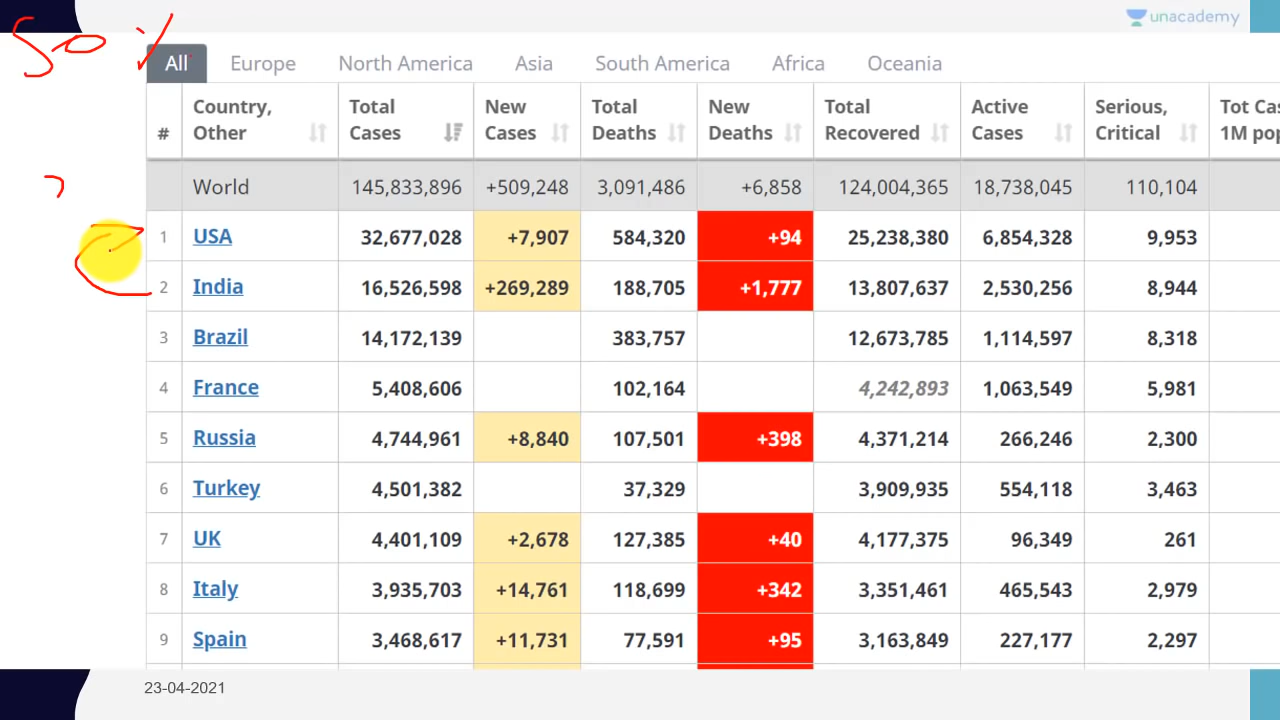 unacademy
50 %
All Europe North America Asia South America Africa Oceania
# Country, Other Total Cases New Cases Total Deaths New Deaths Total Recovered Active Cases Serious, Critical Tot Cas 1M pop
World 145,833,896 +509,248 3,091,486 +6,858 124,004,365 18,738,045 110,104
1 USA 32,677,028 +7,907 584,320 +94 25,238,380 6,854,328 9,953
2 India 16,526,598 +269,289 188,705 +1,777 13,807,637 2,530,256 8,944
3 Brazil 14,172,139 383,757 12,673,785 1,114,597 8,318
4 France 5,408,606 102,164 4,242,893 1,063,549 5,981
5 Russia 4,744,961 +8,840 107,501 +398 4,371,214 266,246 2,300
6 Turkey 4,501,382 37,329 3,909,935 554,118 3,463
7 UK 4,401,109 +2,678 127,385 +40 4,177,375 96,349 261
8 Italy 3,935,703 +14,761 118,699 +342 3,351,461 465,543 2,979
9 Spain 3,468,617 +11,731 77,591 +95 3,163,849 227,177 2,297
23-04-2021